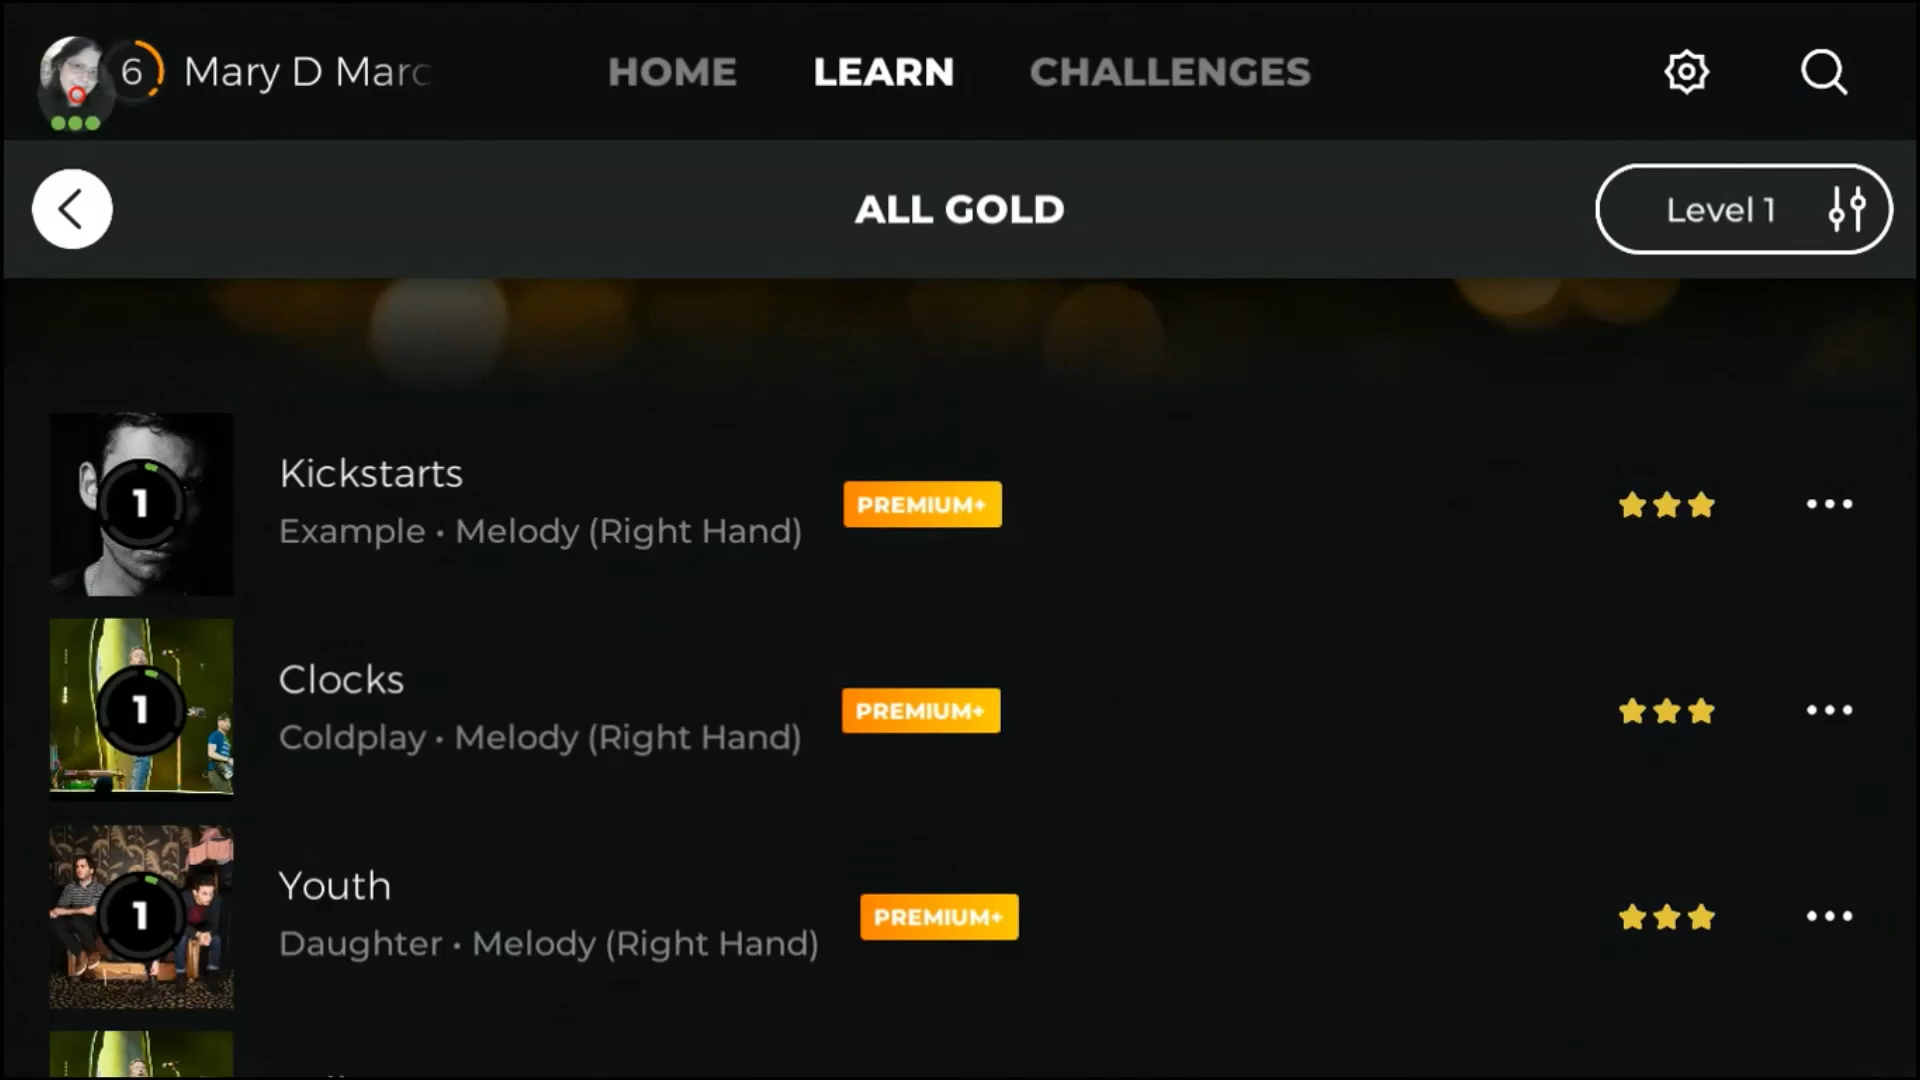 6 Mary D Marc
HOME LEARN CHALLENGES
ALL GOLD
Level 1
1
Kickstarts
Example • Melody (Right Hand)
PREMIUM+
1
Clocks
Coldplay • Melody (Right Hand)
PREMIUM+
1
Youth
Daughter • Melody (Right Hand)
PREMIUM+